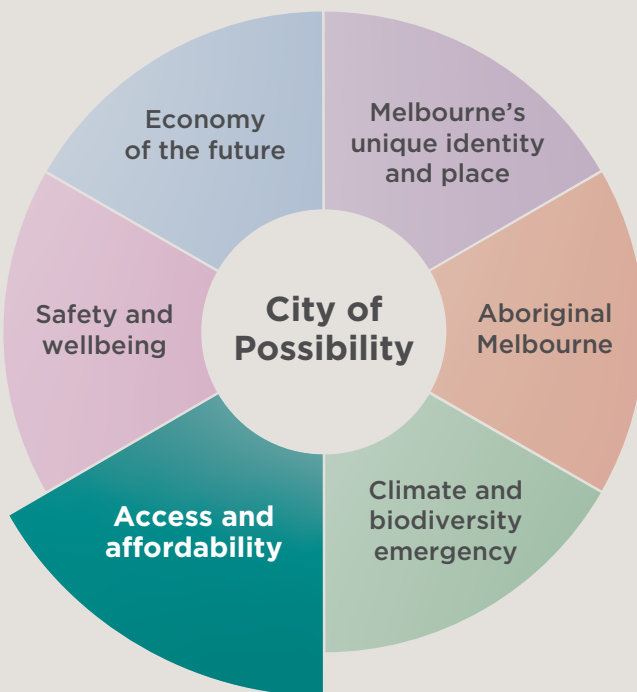 Economy
of the future
Melbourne's
unique identity
and place
Safety and
wellbeing
City of
Possibility
Aboriginal
Melbourne
Access and
affordability
Climate and
biodiversity
emergency